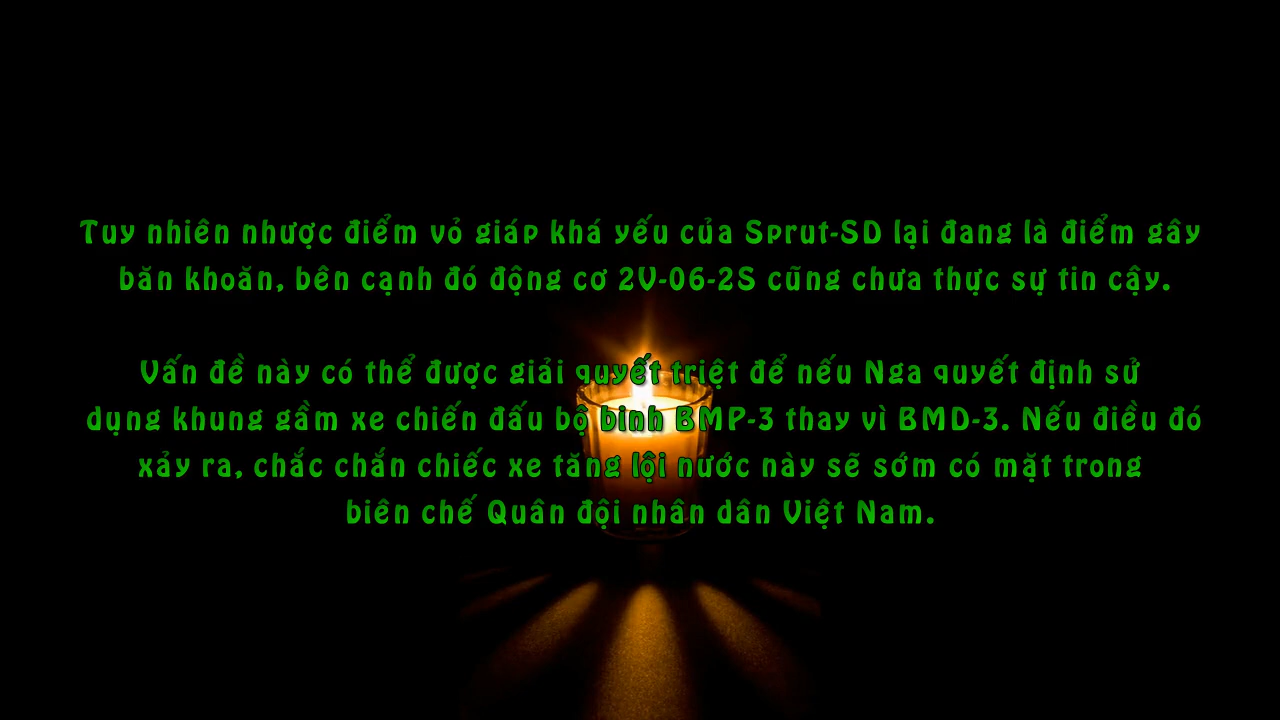 Tuy nhiên nhược điểm vỏ giáp khá yếu của Sprut-SD lại đang là điểm gây
băn khoăn, bên cạnh đó động cơ 2V-06-2S cũng chưa thực sự tin cậy.
Vấn đề này có thể được giải quyết triệt để nếu Nga quyết định sử
dụng khung gầm xe chiến đấu bộ binh BMP-3 thay vì BMD-3. Nếu điều đó
xảy ra, chắc chắn chiếc xe tăng lội nước này sẽ sớm có mặt trong
biên chế Quân đội nhân dân Việt Nam.